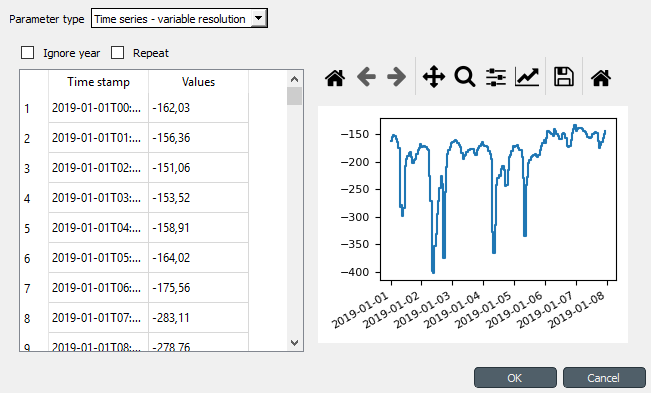 Parameter type Time series - variable resolution
Ignore year Repeat
Time stamp Values
1 2019-01-01T00:... -162,03
2 2019-01-01T01:... -156,36
3 2019-01-01T02:... -151,06
4 2019-01-01T03:... -153,52
5 2019-01-01T04:... -158,91
6 2019-01-01T05:... -164,02
7 2019-01-01T06:... -175,56
8 2019-01-01T07:... -283,11
9 2019-01-01T08:... -278,76
−150
−200
−250
−300
−350
−400
2019-01-01
2019-01-02
2019-01-03
2019-01-04
2019-01-05
2019-01-06
2019-01-07
2019-01-08
OK Cancel